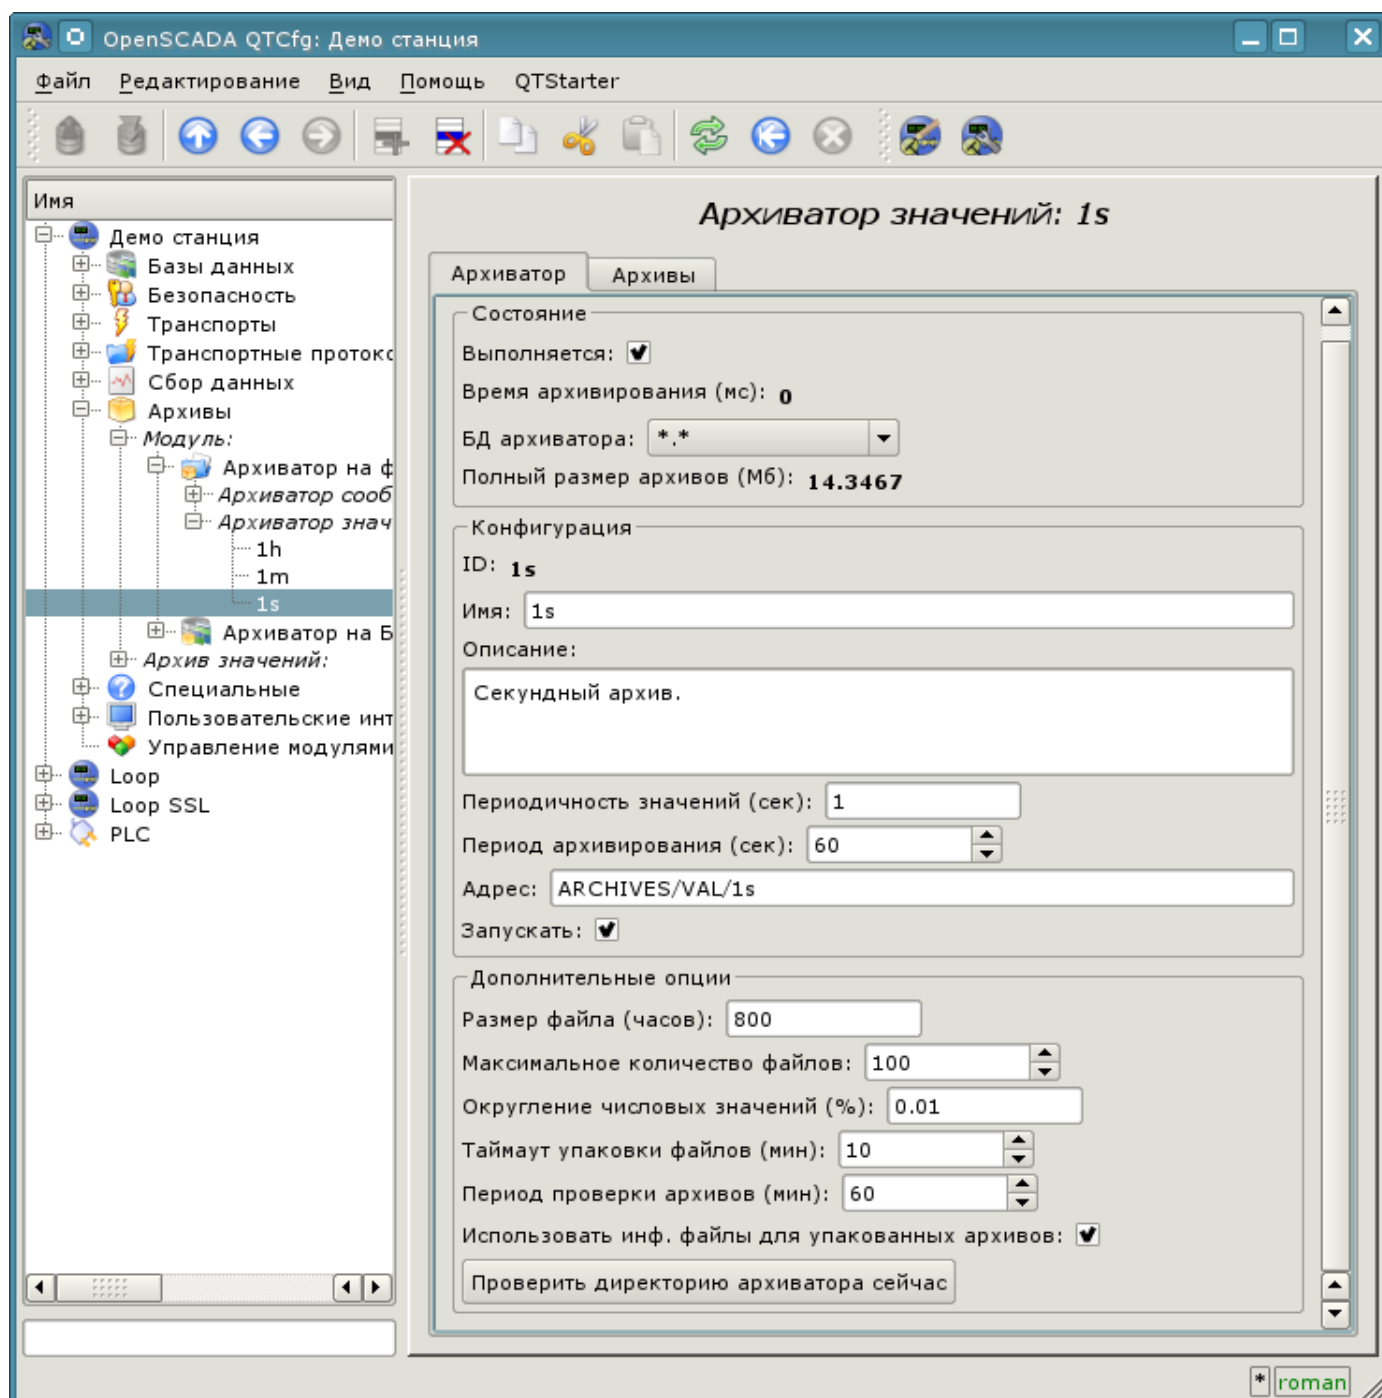 OpenSCADA QTCfg: Демо станция
Файл Редактирование Вид Помощь QTStarter
Имя
Демо станция
Базы данных
Безопасность
Транспорты
Транспортные протокс
Сбор данных
Архивы
Модуль:
Архиватор на ф
Архиватор сооб
Архиватор знач
1h
1m
1s
Архиватор на Б
Архив значений:
Специальные
Пользовательские инт
Управление модулями
Loop
Loop SSL
PLC
Архиватор значений: 1s
Архиватор Архивы
Состояние
Выполняется:
Время архивирования (мс): 0
БД архиватора: *.*
Полный размер архивов (Мб): 14.3467
Конфигурация
ID: 1s
Имя: 1s
Описание:
Секундный архив.
Периодичность значений (сек): 1
Период архивирования (сек): 60
Адрес: ARCHIVES/VAL/1s
Запускать:
Дополнительные опции
Размер файла (часов): 800
Максимальное количество файлов: 100
Округление числовых значений (%): 0.01
Таймаут упаковки файлов (мин): 10
Период проверки архивов (мин): 60
Использовать инф. файлы для упакованных архивов:
Проверить директорию архиватора сейчас
* roman